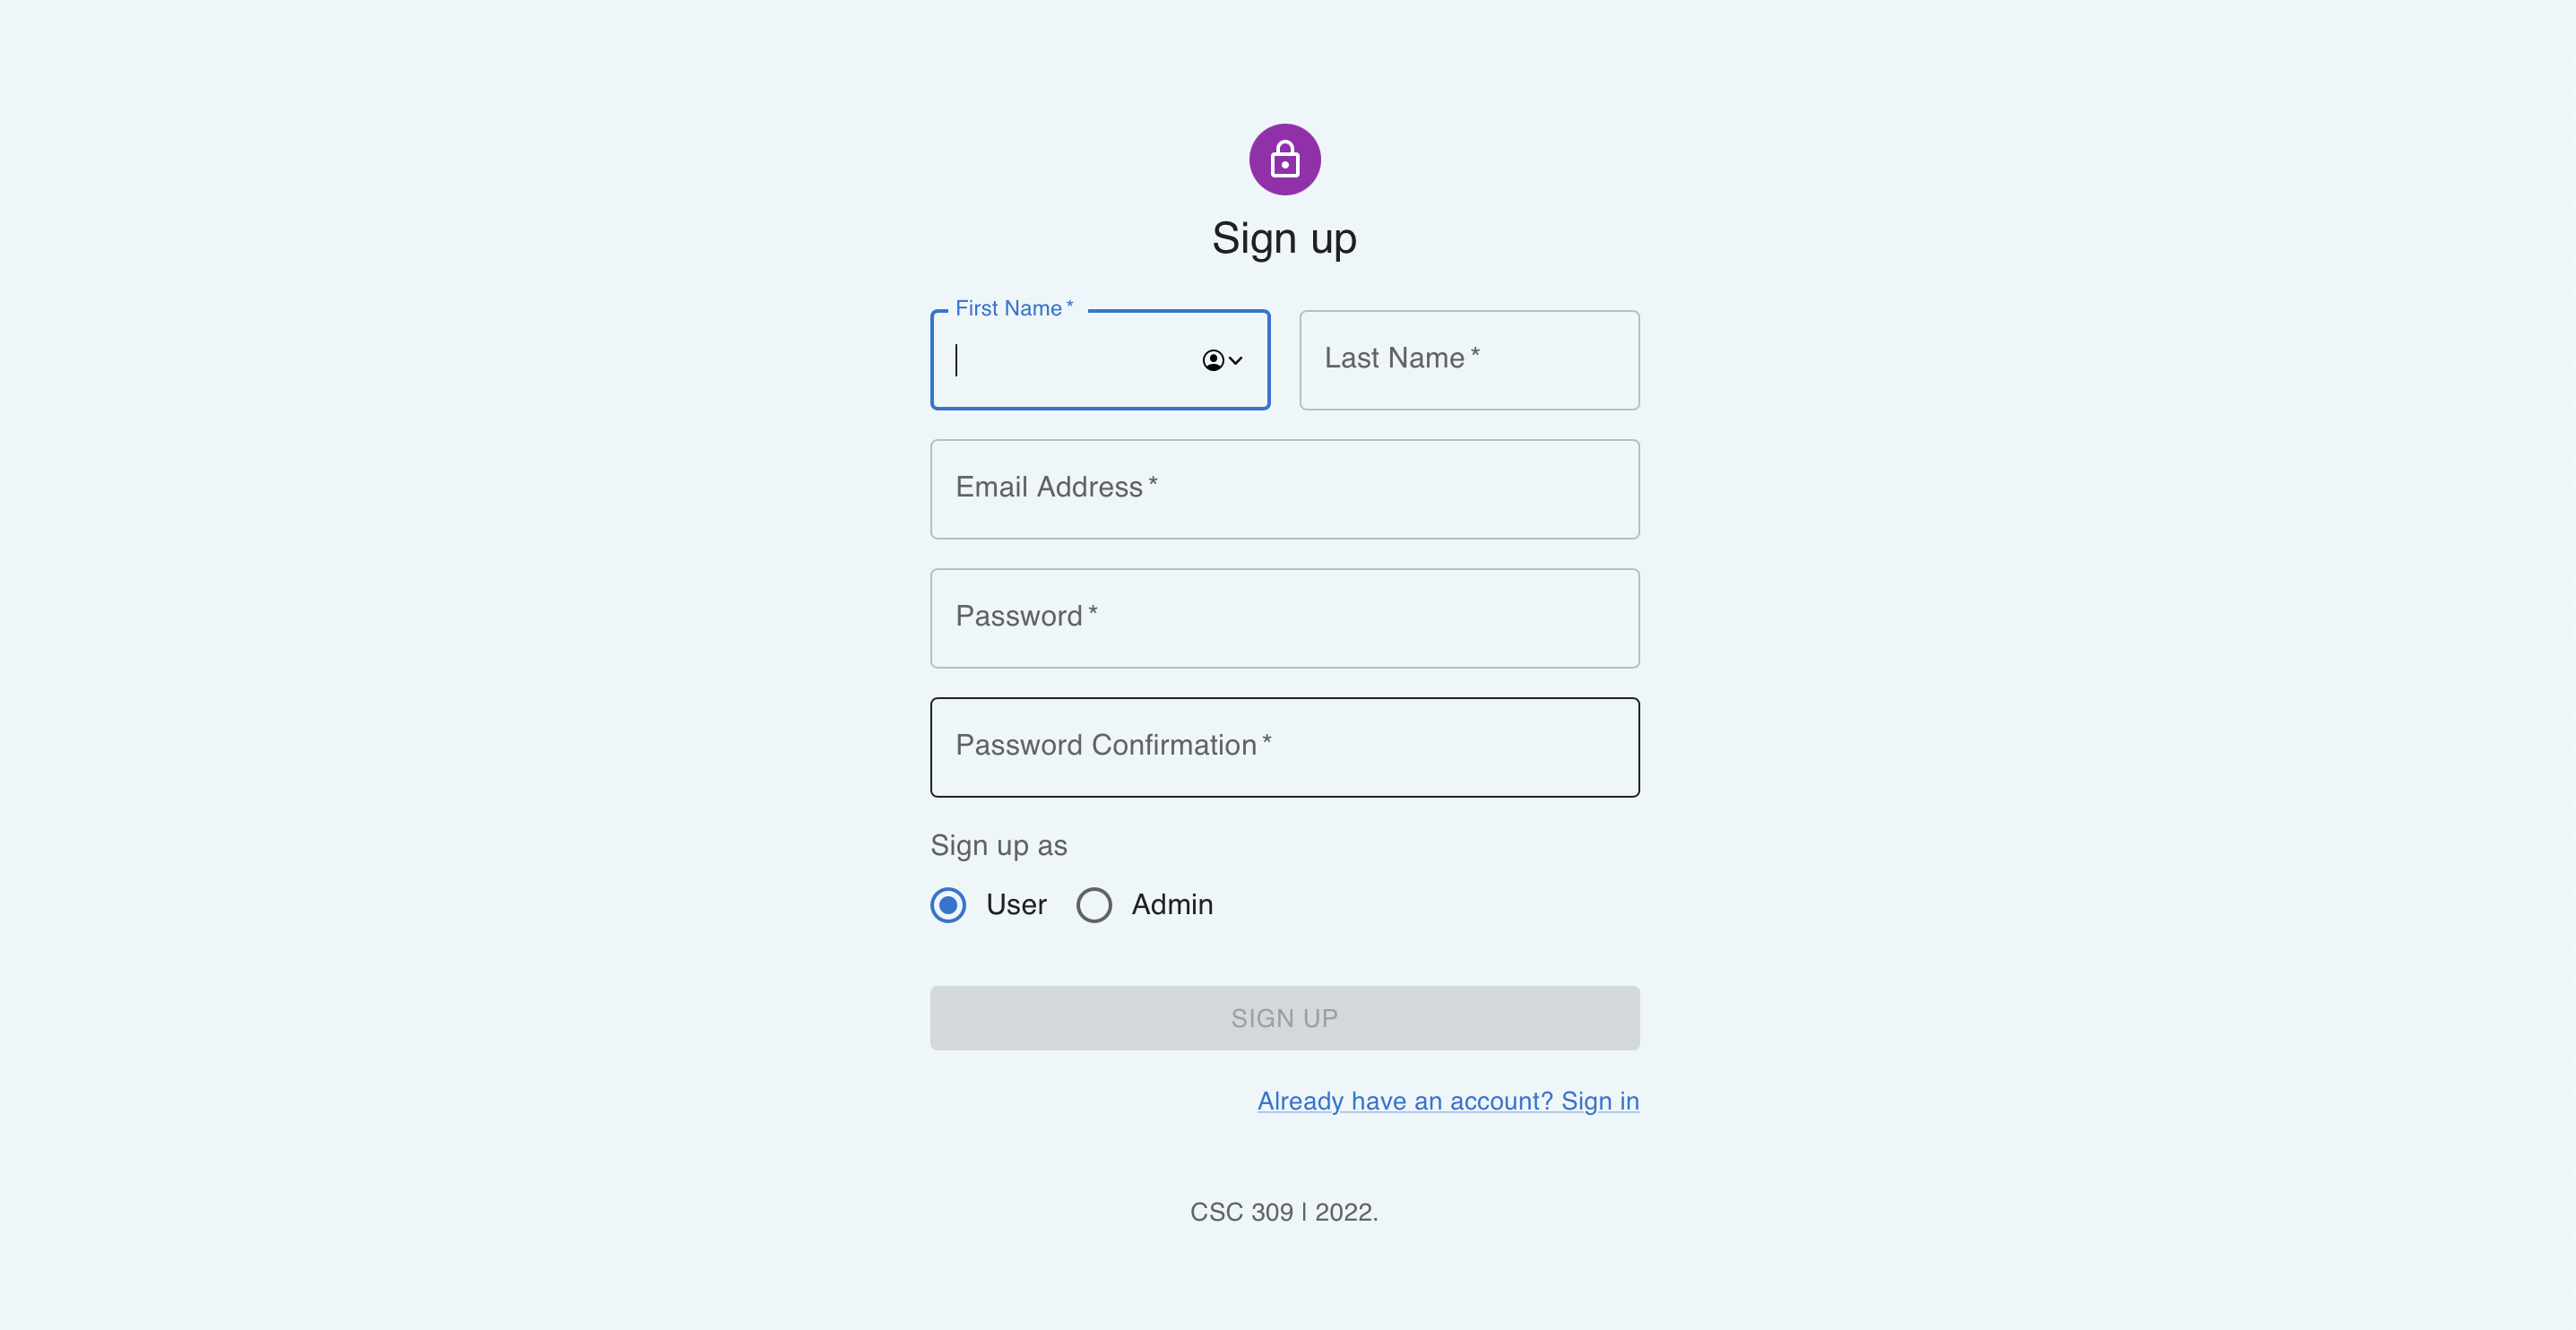 Sign up
First Name *
Last Name *
Email Address *
Password *
Password Confirmation *
Sign up as
User
Admin
SIGN UP
Already have an account? Sign in
CSC 309 | 2022.